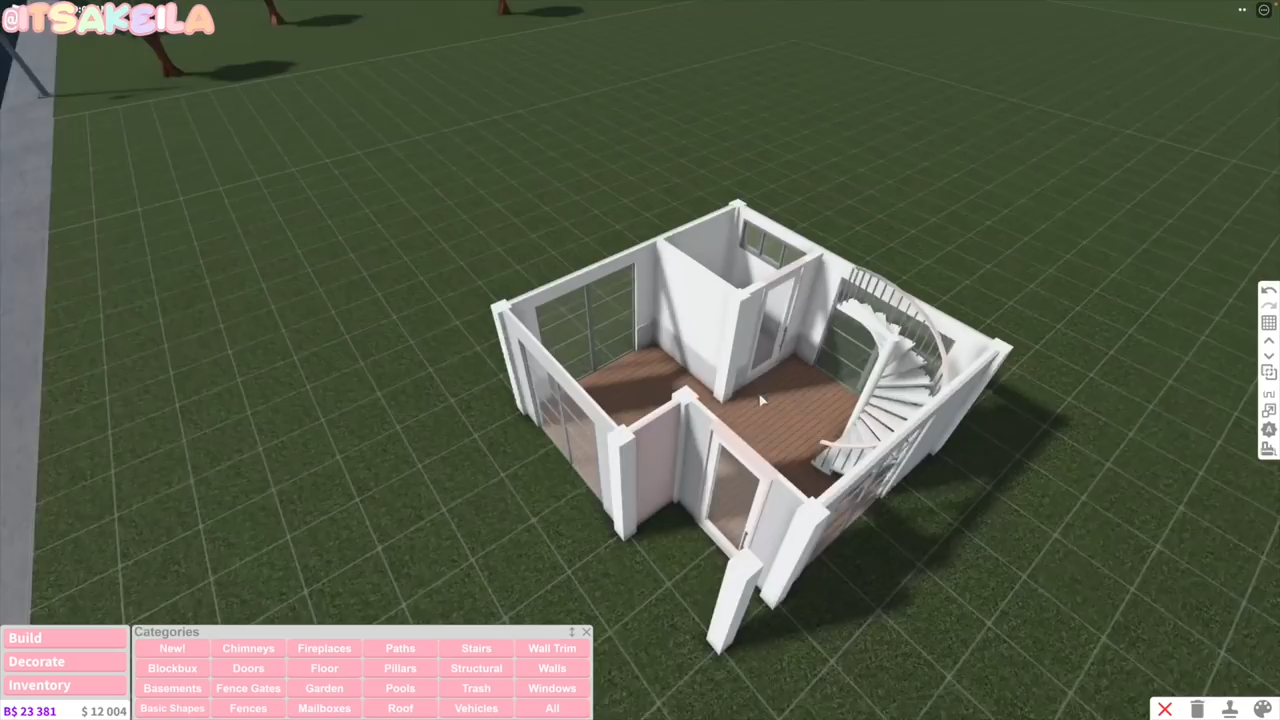 @ITSAKEILA
Build
Decorate
Inventory
B$ 23 381
$ 12 004
Categories
New!
Chimneys
Fireplaces
Paths
Stairs
Wall Trim
Blockbux
Doors
Floor
Pillars
Structural
Walls
Basements
Fence Gates
Garden
Pools
Trash
Windows
Basic Shapes
Fences
Mailboxes
Roof
Vehicles
All